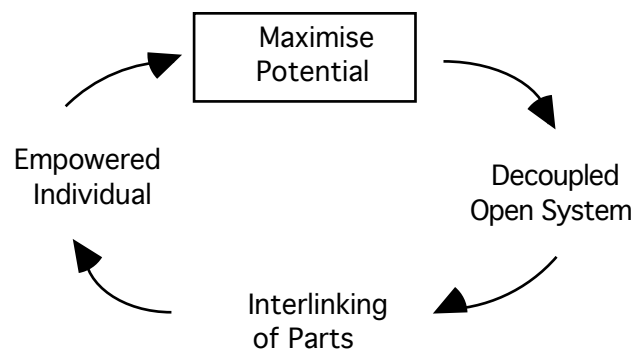 Maximise
Potential
Decoupled
Open System
Interlinking
of Parts
Empowered
Individual